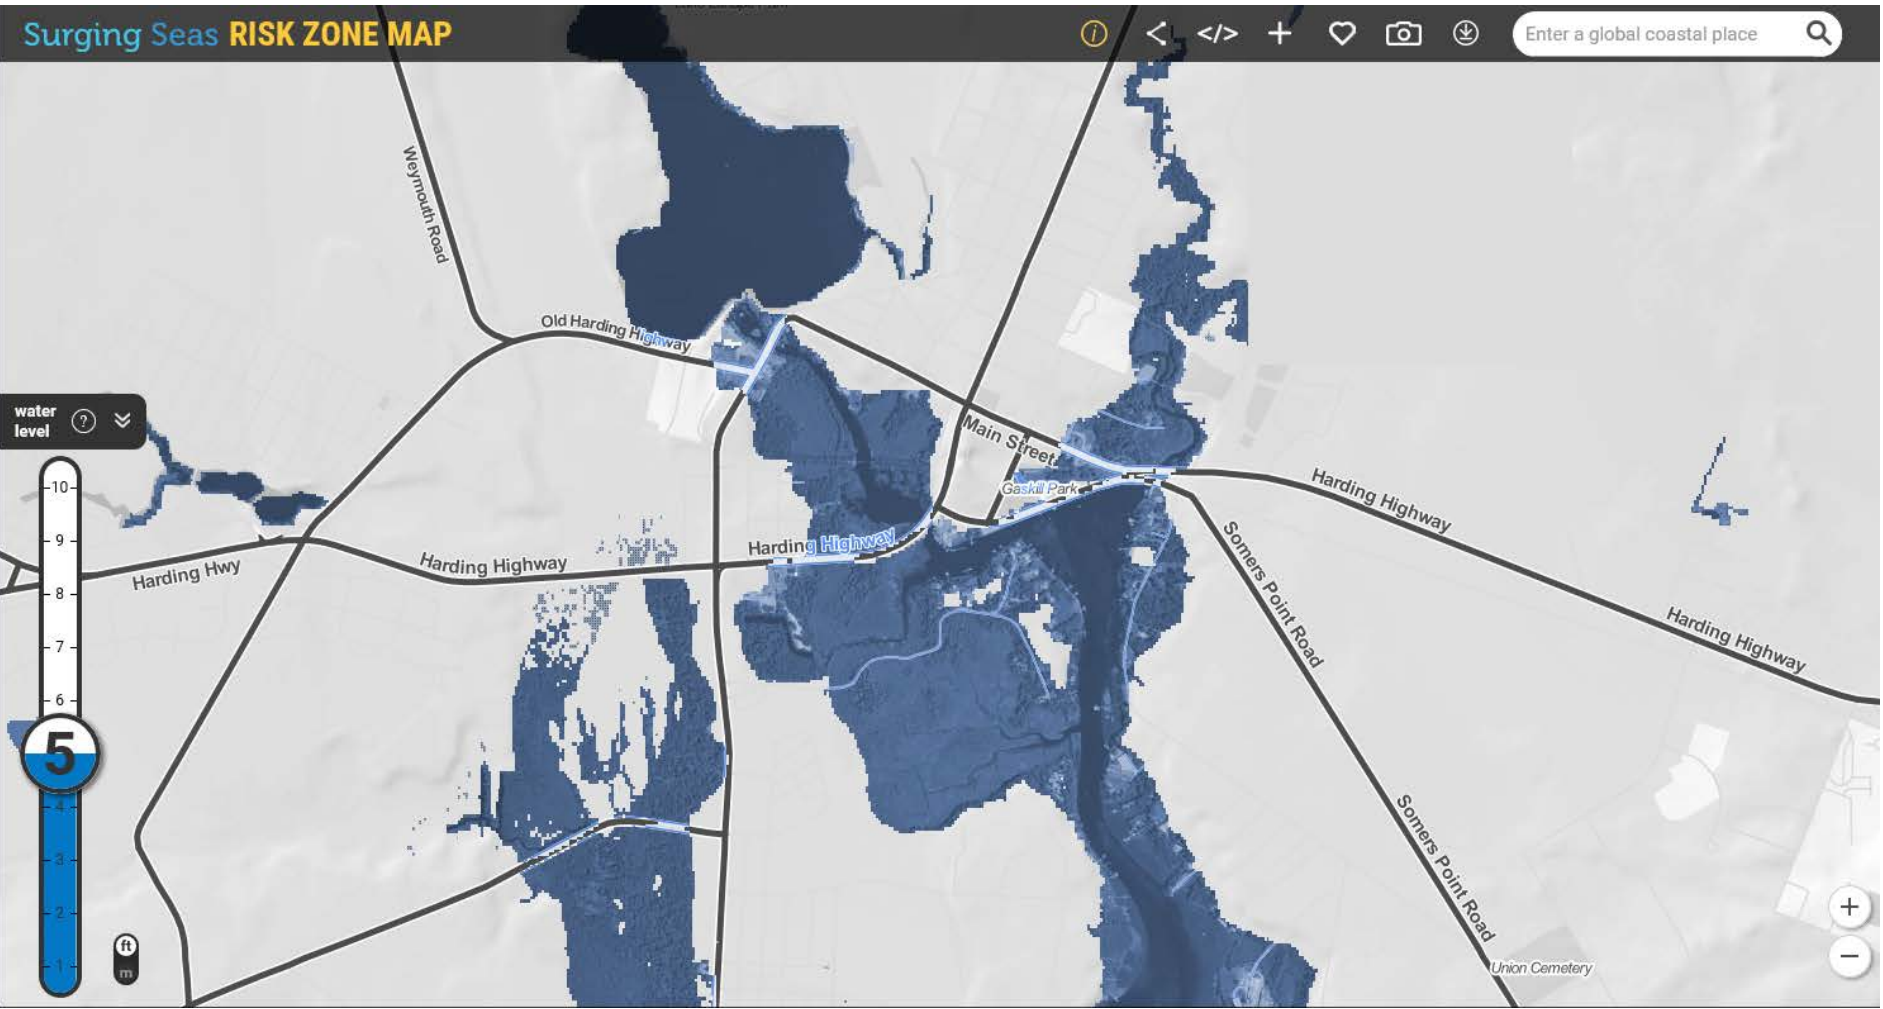 Surging Seas RISK ZONE MAP
i
</>
Enter a global coastal place
Weymouth Road
Old Harding Highway
Main Street
Gaskill Park
Harding Highway
Harding Highway
Harding Highway
Harding Highway
Harding Hwy
Somers Point Road
Somers Point Road
Union Cemetery
water
level
?
10
9
8
7
6
5
4
3
2
1
ft
m
+
−